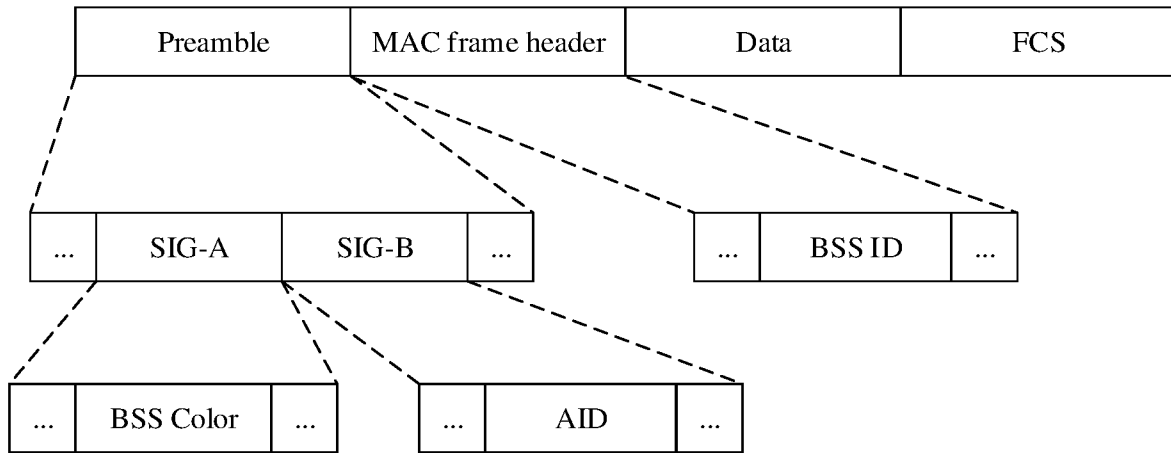 Preamble MAC frame header Data FCS
... SIG-A SIG-B ... ... BSS ID ...
... BSS Color ... ... AID ...